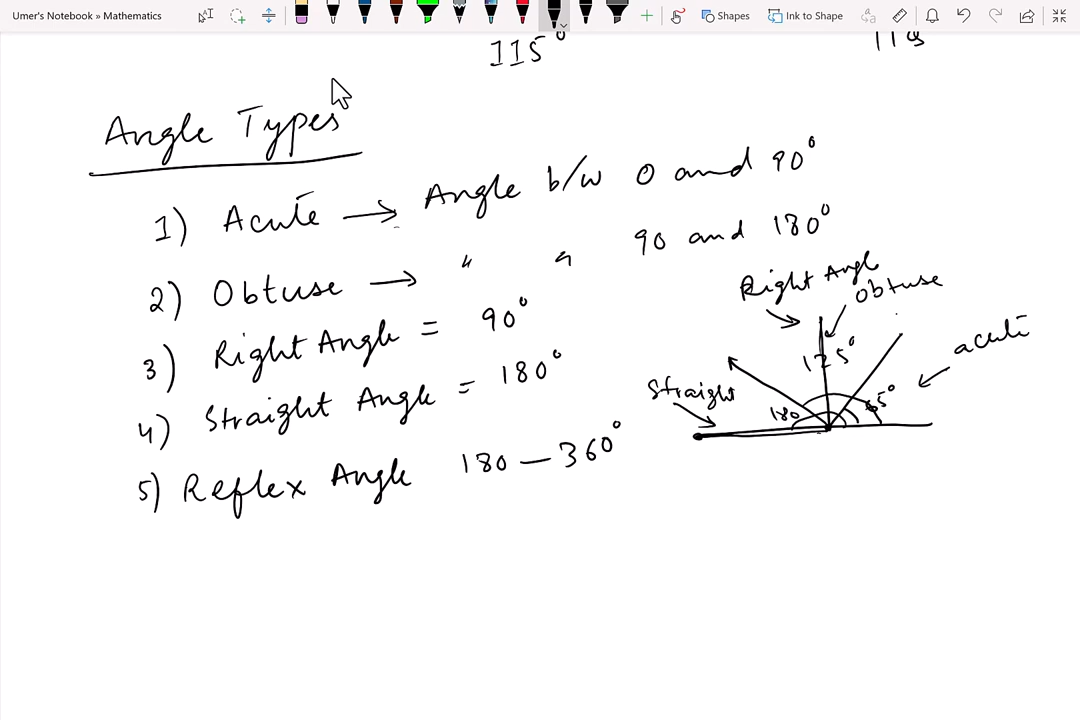 Umer's Notebook » Mathematics
Shapes
Ink to Shape
115°
Angle Types
1) Acute → Angle b/w 0 and 90°
2) Obtuse → " " 90 and 180°
3) Right Angle = 90°
4) Straight Angle = 180°
5) Reflex Angle 180 — 360°
Right Angle
Obtuse
acute
125°
Straight
180
65°